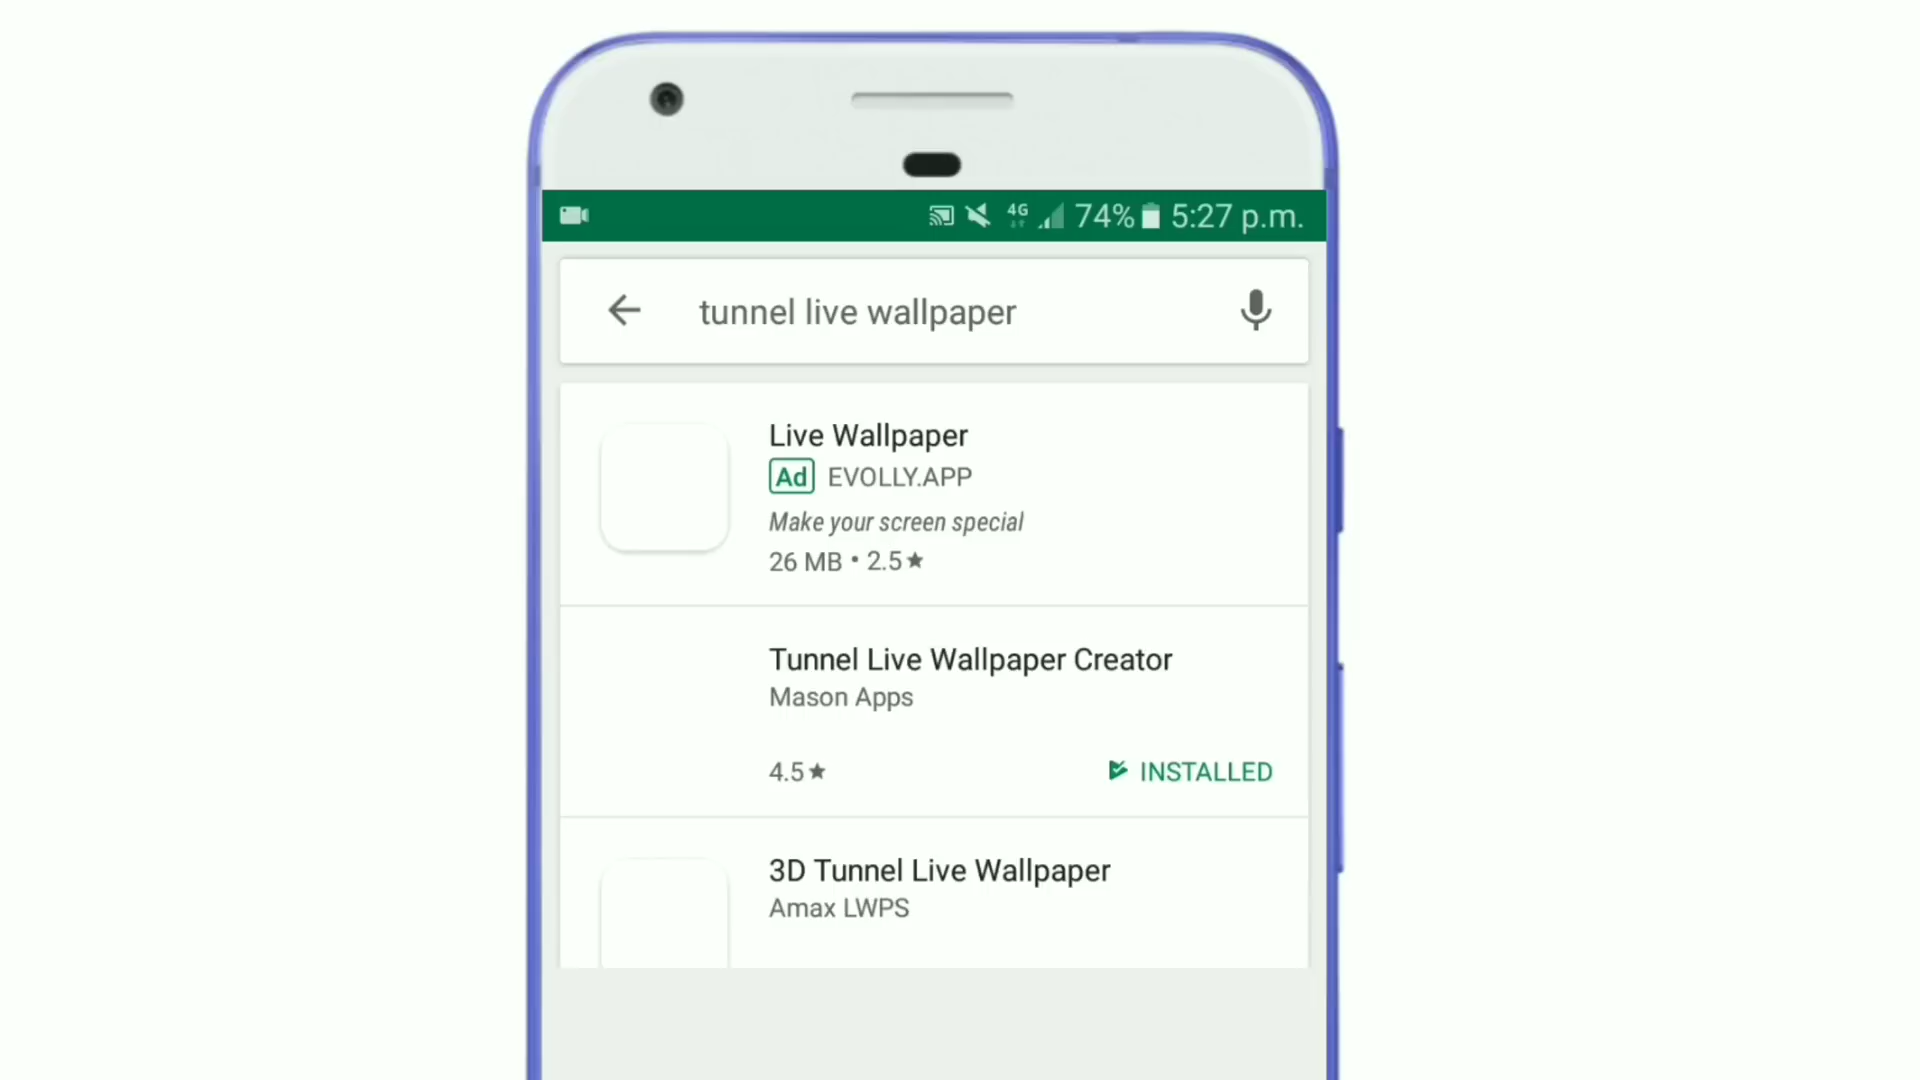 4G 74% 5:27 p.m.
tunnel live wallpaper
Live Wallpaper
Ad EVOLLY.APP
Make your screen special
26 MB • 2.5★
Tunnel Live Wallpaper Creator
Mason Apps
4.5★ INSTALLED
3D Tunnel Live Wallpaper
Amax LWPS